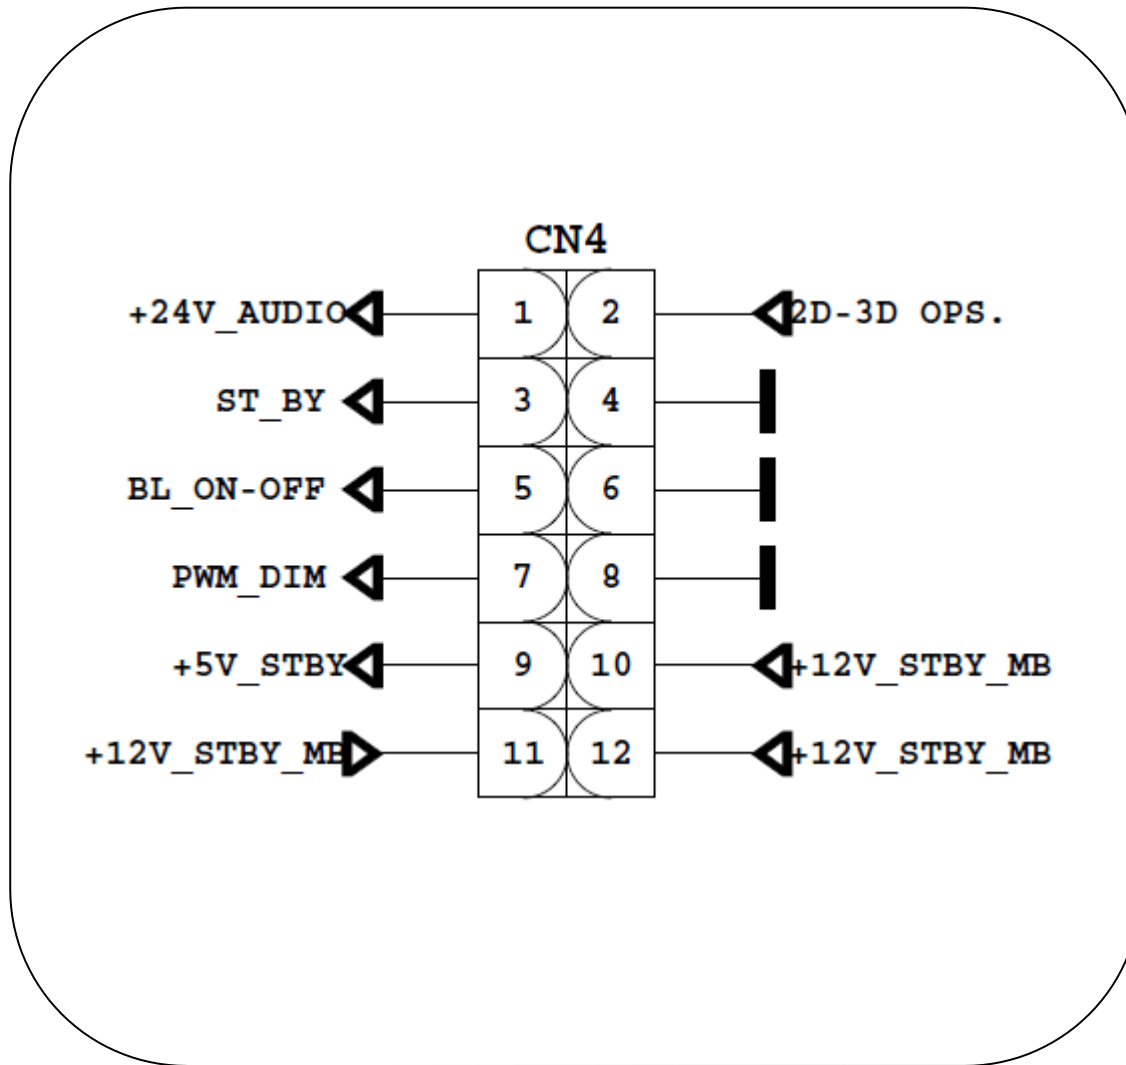 CN4
+24V_AUDIO 1 2 2D-3D OPS.
ST_BY 3 4
BL_ON-OFF 5 6
PWM_DIM 7 8
+5V_STBY 9 10 +12V_STBY_MB
+12V_STBY_MB 11 12 +12V_STBY_MB